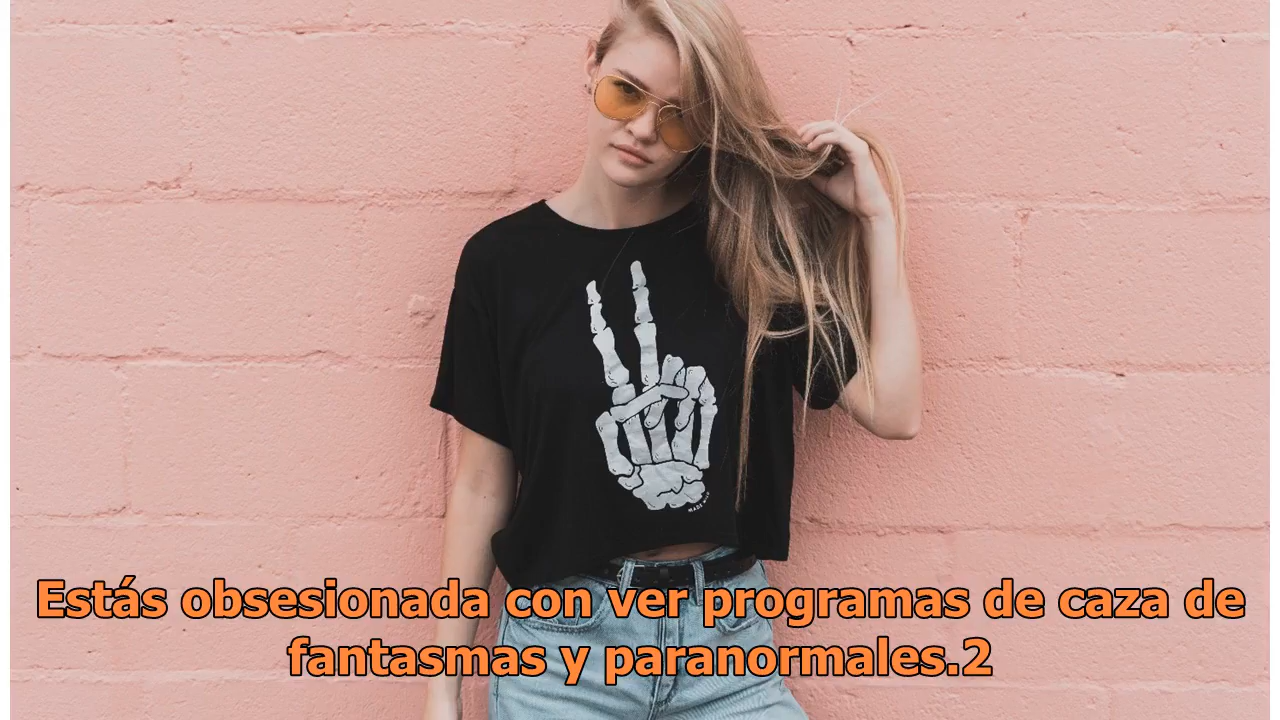 Estás obsesionada con ver programas de caza de
fantasmas y paranormales.2